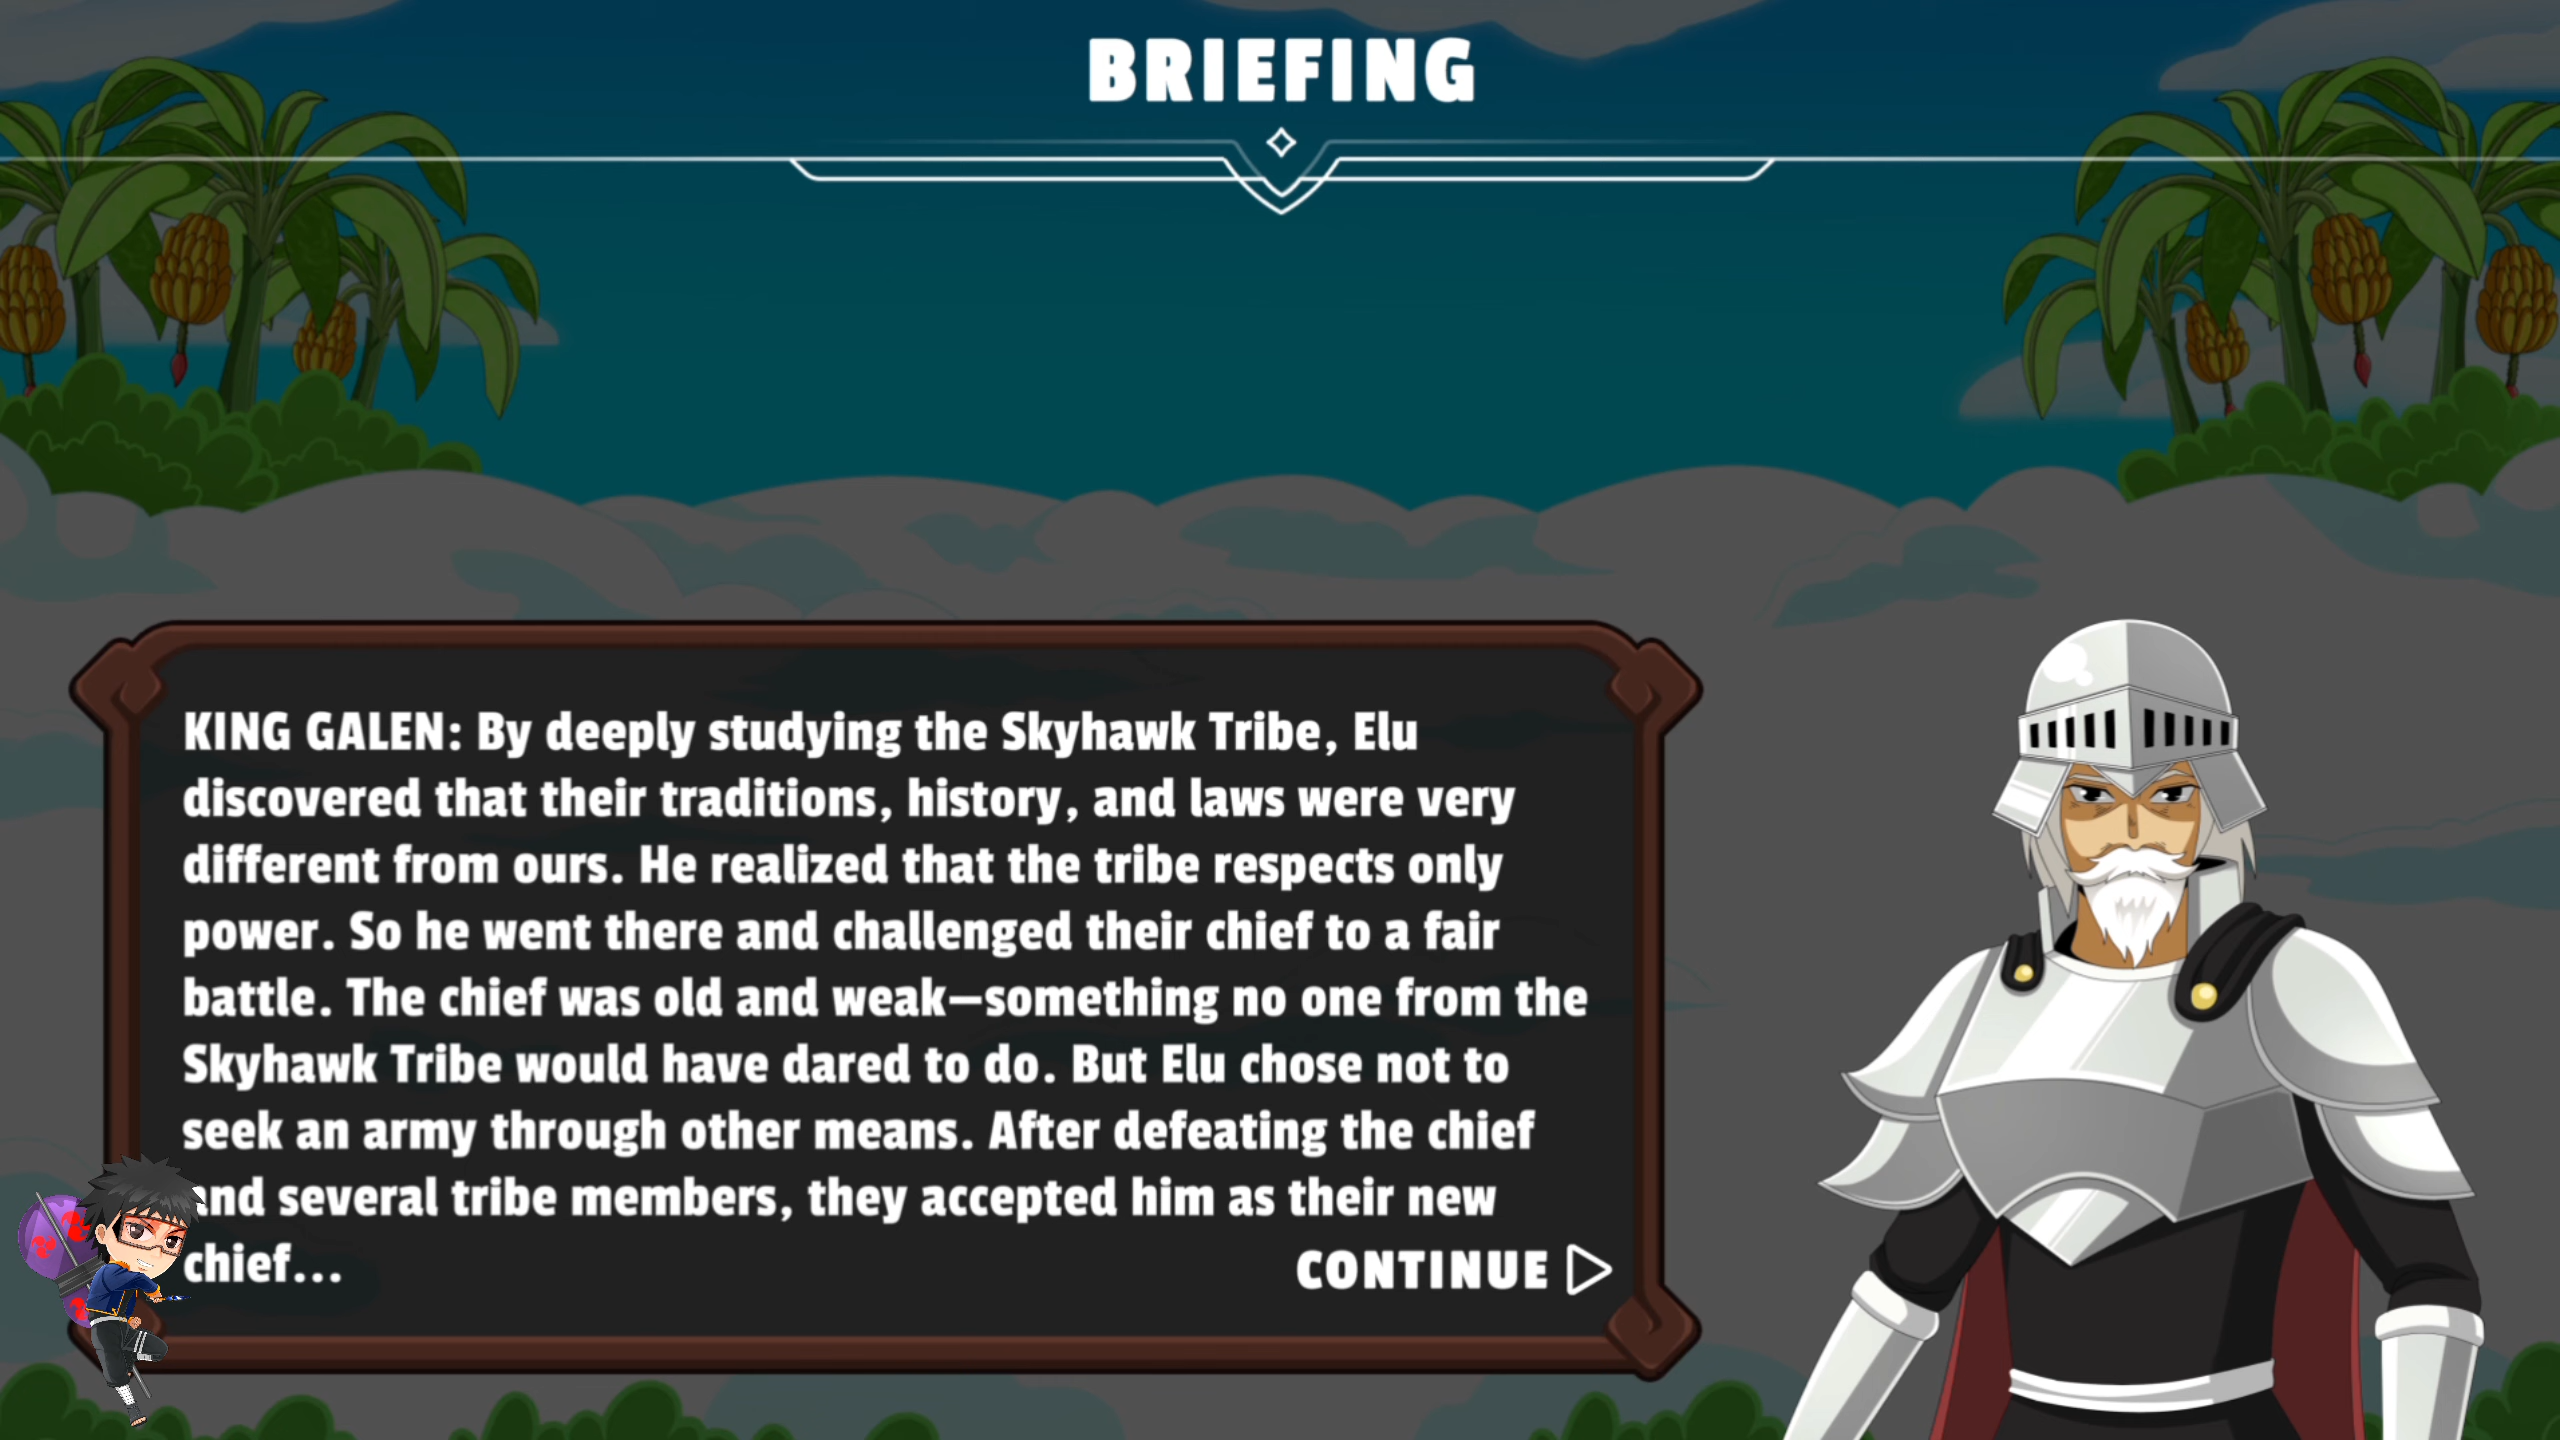 BRIEFING
KING GALEN: By deeply studying the Skyhawk Tribe, Elu
discovered that their traditions, history, and laws were very
different from ours. He realized that the tribe respects only
power. So he went there and challenged their chief to a fair
battle. The chief was old and weak—something no one from the
Skyhawk Tribe would have dared to do. But Elu chose not to
seek an army through other means. After defeating the chief
and several tribe members, they accepted him as their new
chief...
CONTINUE